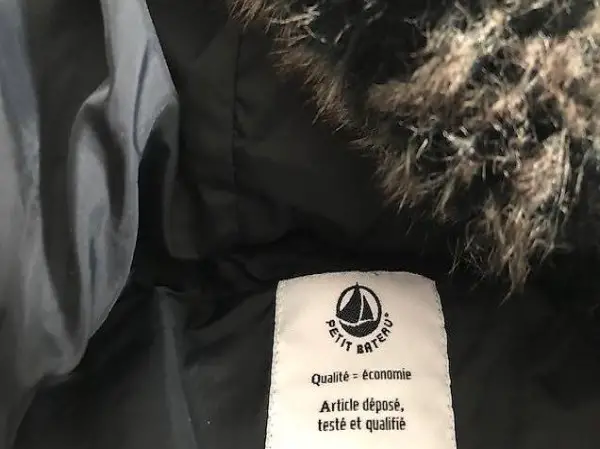 PETIT BATEAU®
Qualité = économie
Article déposé,
testé et qualifié